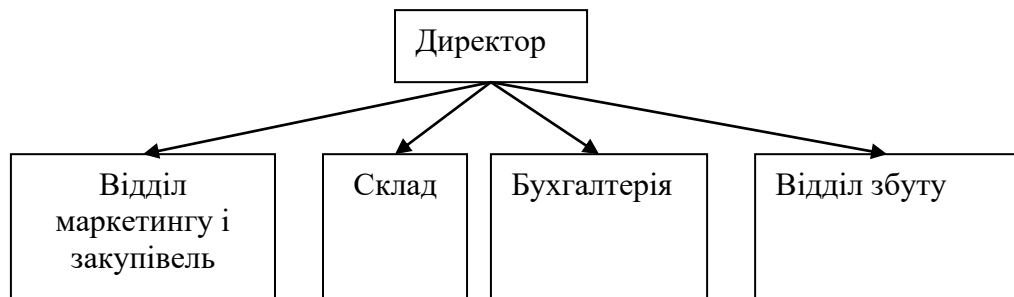 Директор
Відділ
маркетингу і
закупівель
Склад
Бухгалтерія
Відділ збуту